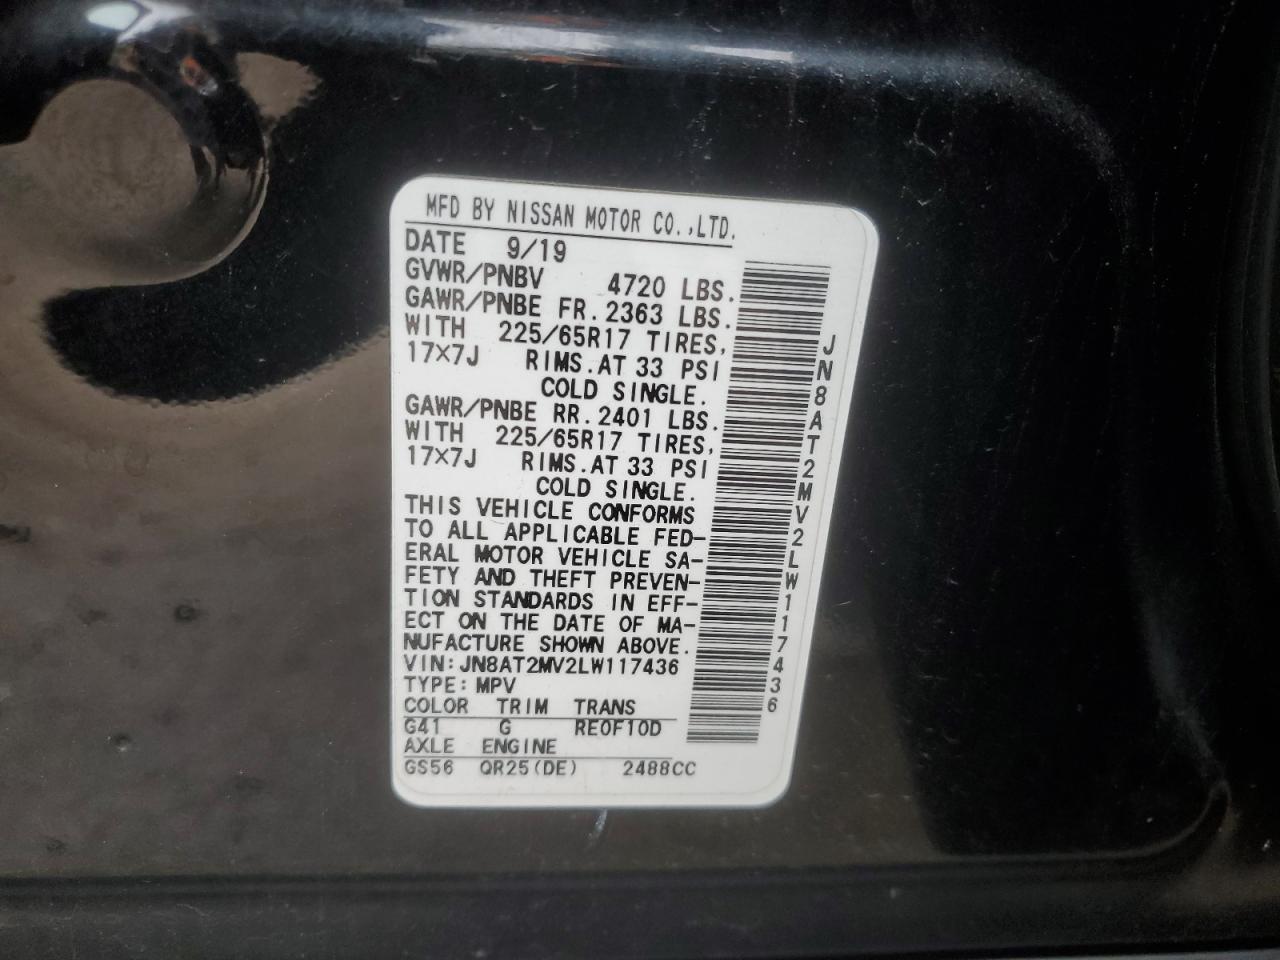 MFD BY NISSAN MOTOR CO.,LTD.
DATE 9/19
GVWR/PNBV 4720 LBS.
GAWR/PNBE FR.2363 LBS.
WITH 225/65R17 TIRES,
17×7J RIMS.AT 33 PSI
COLD SINGLE.
GAWR/PNBE RR.2401 LBS.
WITH 225/65R17 TIRES,
17×7J RIMS.AT 33 PSI
COLD SINGLE.
THIS VEHICLE CONFORMS
TO ALL APPLICABLE FED-
ERAL MOTOR VEHICLE SA-
FETY AND THEFT PREVEN-
TION STANDARDS IN EFF-
ECT ON THE DATE OF MA-
NUFACTURE SHOWN ABOVE.
VIN:JN8AT2MV2LW117436
TYPE:MPV
COLOR TRIM TRANS
G41 G RE0F10D
AXLE ENGINE
GS56 QR25(DE) 2488CC
JN8AT2MV2LW117436